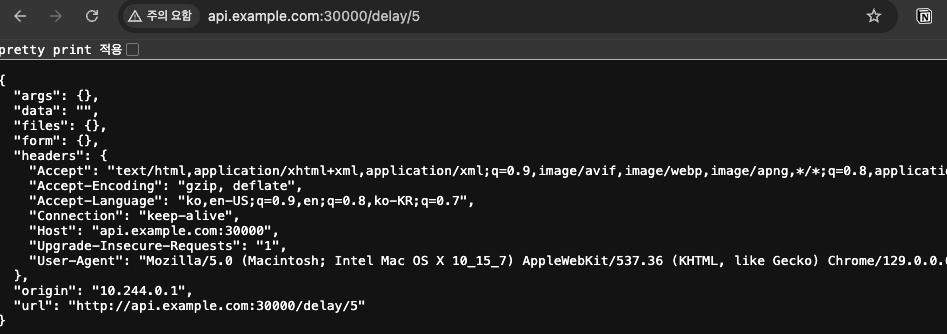 주의 요함 api.example.com:30000/delay/5
pretty print 적용
{
  "args": {},
  "data": "",
  "files": {},
  "form": {},
  "headers": {
    "Accept": "text/html,application/xhtml+xml,application/xml;q=0.9,image/avif,image/webp,image/apng,*/*;q=0.8,applicatio
    "Accept-Encoding": "gzip, deflate",
    "Accept-Language": "ko,en-US;q=0.9,en;q=0.8,ko-KR;q=0.7",
    "Connection": "keep-alive",
    "Host": "api.example.com:30000",
    "Upgrade-Insecure-Requests": "1",
    "User-Agent": "Mozilla/5.0 (Macintosh; Intel Mac OS X 10_15_7) AppleWebKit/537.36 (KHTML, like Gecko) Chrome/129.0.0.0
  },
  "origin": "10.244.0.1",
  "url": "http://api.example.com:30000/delay/5"
}